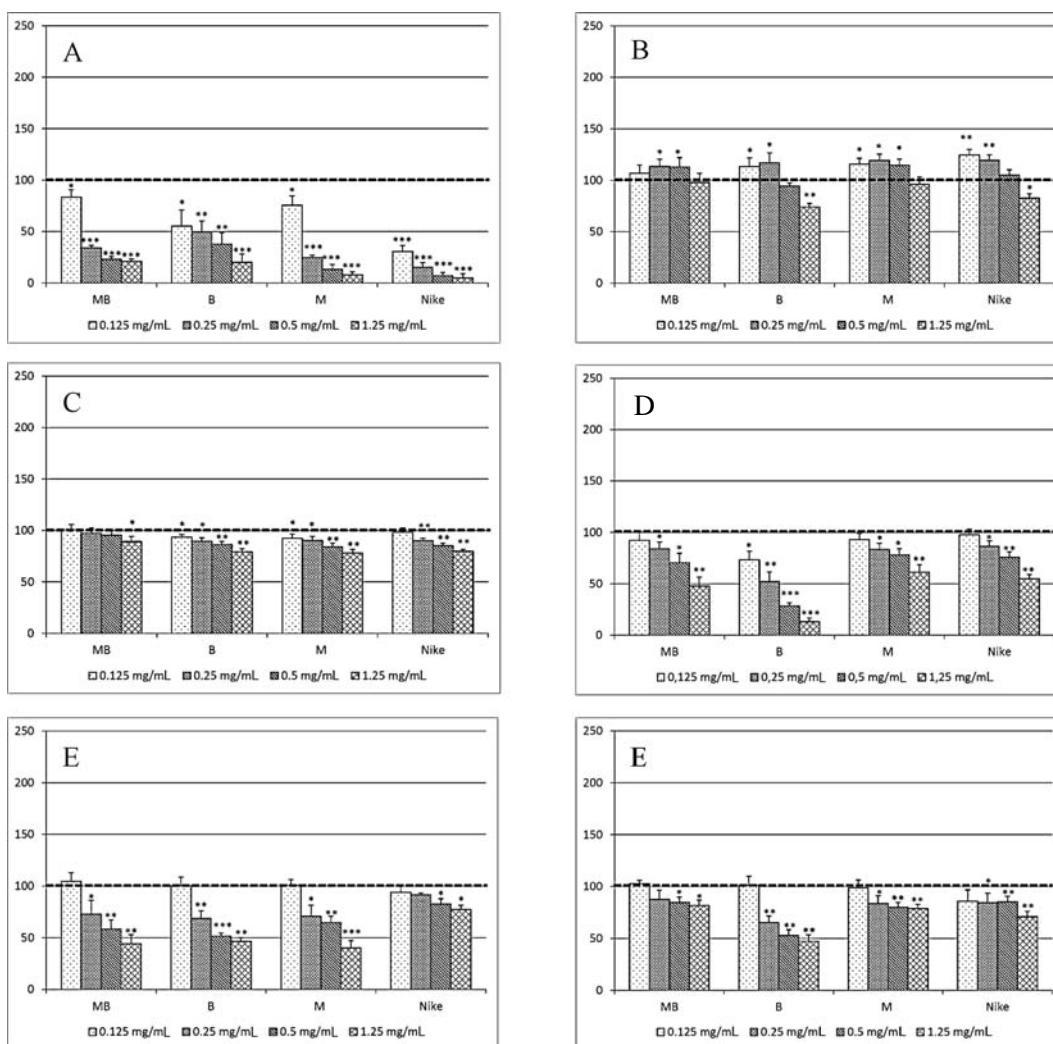 A
250
200
150
100
50
0
* *** *** ***
* ** ** ***
* *** *** ***
*** *** *** ***
MB B M Nike
0.125 mg/mL 0.25 mg/mL 0.5 mg/mL 1.25 mg/mL
B
250
200
150
100
50
0
* *
* * **
* * *
** ** *
MB B M Nike
0.125 mg/mL 0.25 mg/mL 0.5 mg/mL 1.25 mg/mL
C
250
200
150
100
50
0
*
* * ** **
* * ** **
** ** **
MB B M Nike
0.125 mg/mL 0.25 mg/mL 0.5 mg/mL 1.25 mg/mL
D
250
200
150
100
50
0
* * **
* ** *** ***
* * **
* ** **
MB B M Nike
0,125 mg/mL 0,25 mg/mL 0,5 mg/mL 1,25 mg/mL
E
250
200
150
100
50
0
* ** **
** *** **
* ** ***
* *
MB B M Nike
0.125 mg/mL 0.25 mg/mL 0.5 mg/mL 1.25 mg/mL
E
250
200
150
100
50
0
* *
** ** **
* ** **
* ** **
MB B M Nike
0.125 mg/mL 0.25 mg/mL 0.5 mg/mL 1.25 mg/mL